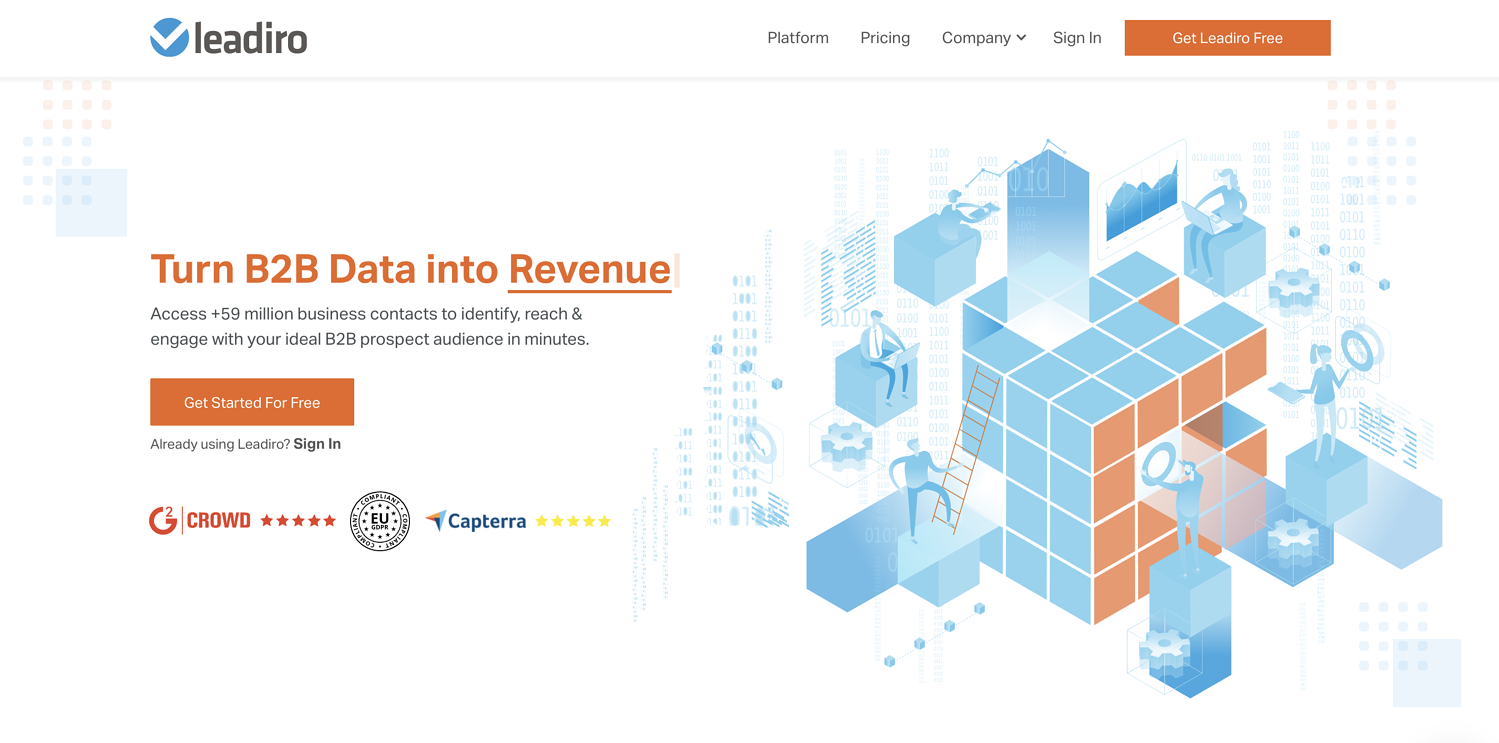 leadiro
Platform
Pricing
Company
Sign In
Get Leadiro Free
Turn B2B Data into Revenue
Access +59 million business contacts to identify, reach &
engage with your ideal B2B prospect audience in minutes.
Get Started For Free
Already using Leadiro? Sign In
G2 CROWD
COMPLIANT COMPLIANT COMPLIANT
EU
GDPR
Capterra